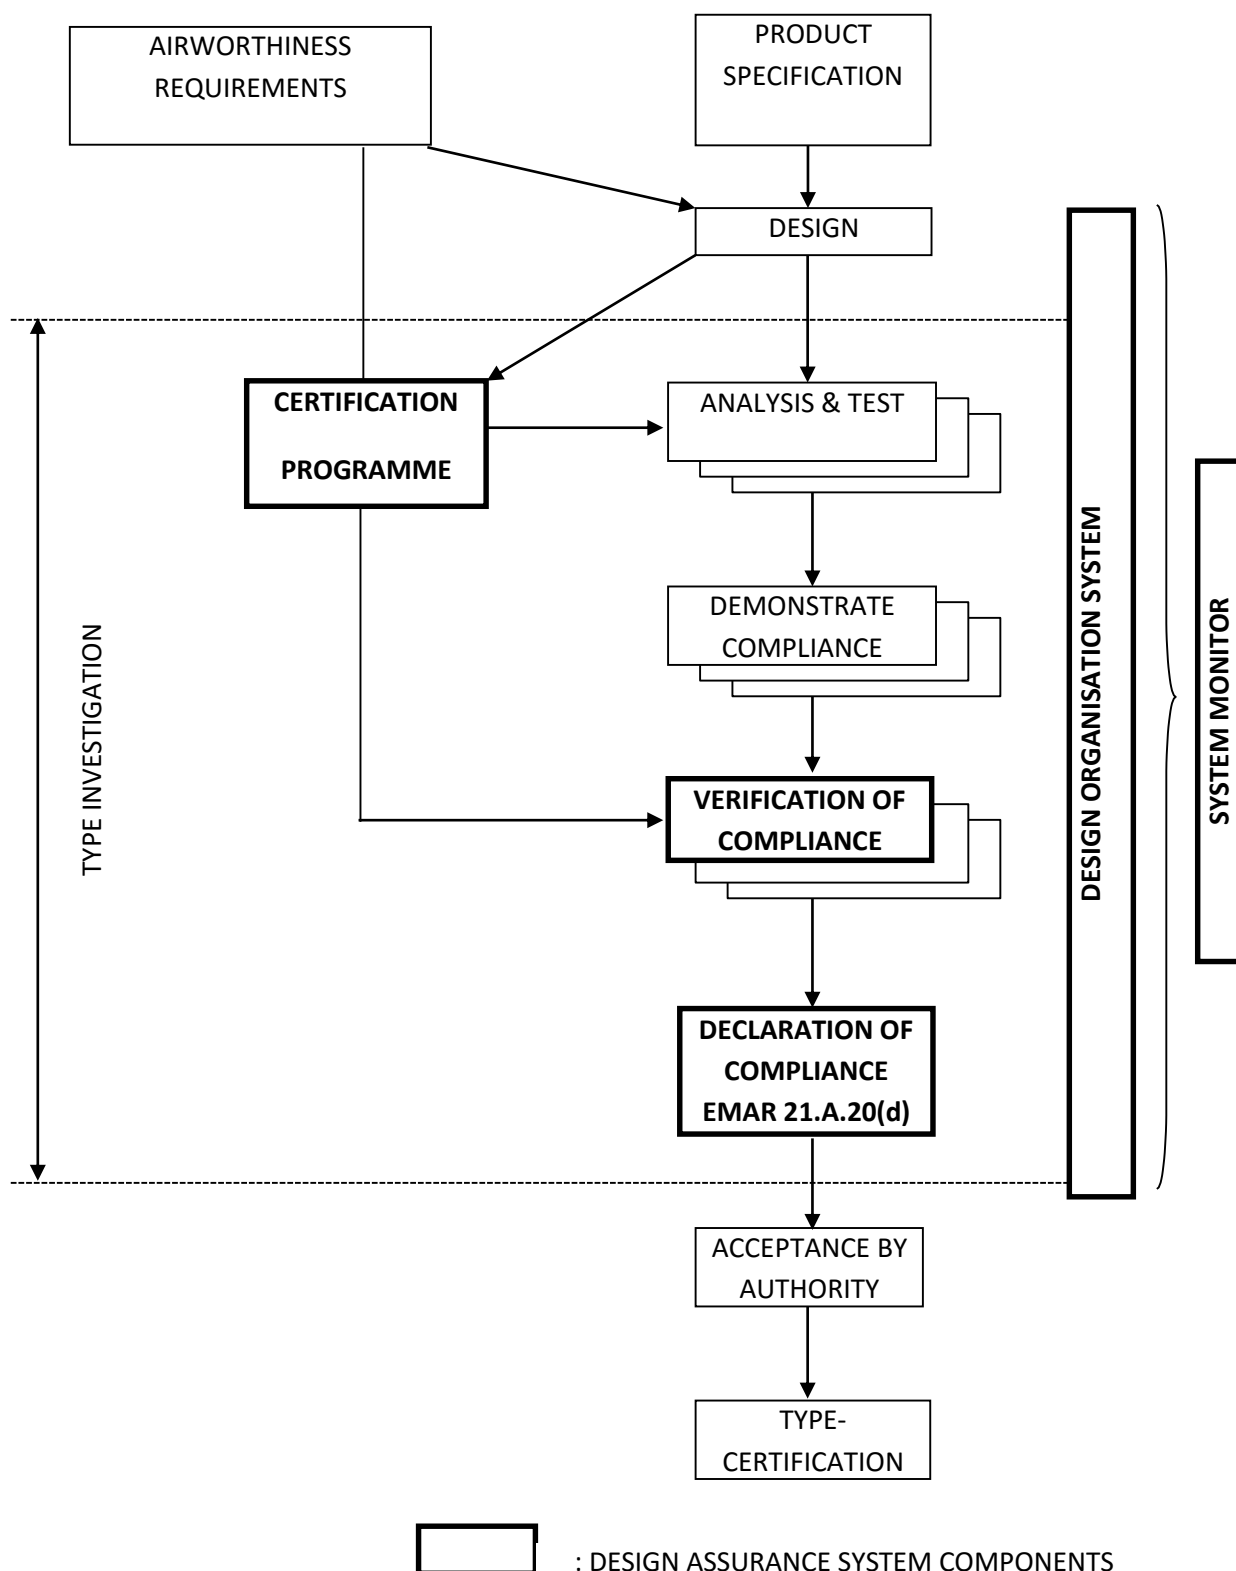 AIRWORTHINESS
REQUIREMENTS
PRODUCT
SPECIFICATION
DESIGN
CERTIFICATION
PROGRAMME
ANALYSIS & TEST
DEMONSTRATE
COMPLIANCE
TYPE INVESTIGATION
VERIFICATION OF
COMPLIANCE
DESIGN ORGANISATION SYSTEM
SYSTEM MONITOR
DECLARATION OF
COMPLIANCE
EMAR 21.A.20(d)
ACCEPTANCE BY
AUTHORITY
TYPE-
CERTIFICATION
: DESIGN ASSURANCE SYSTEM COMPONENTS